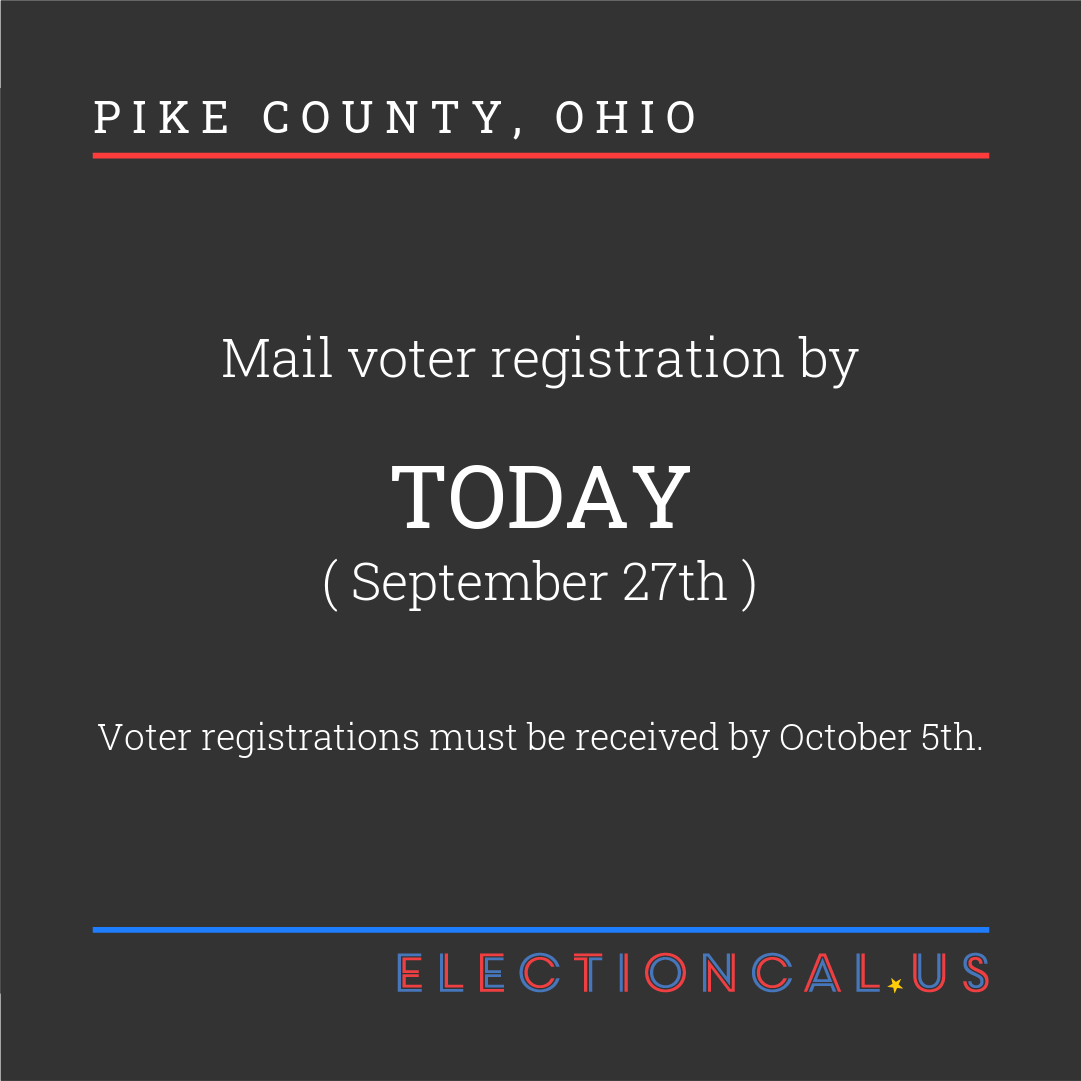 PIKE COUNTY, OHIO
Mail voter registration by
TODAY
( September 27th )
Voter registrations must be received by October 5th.
ELECTIONCAL.US